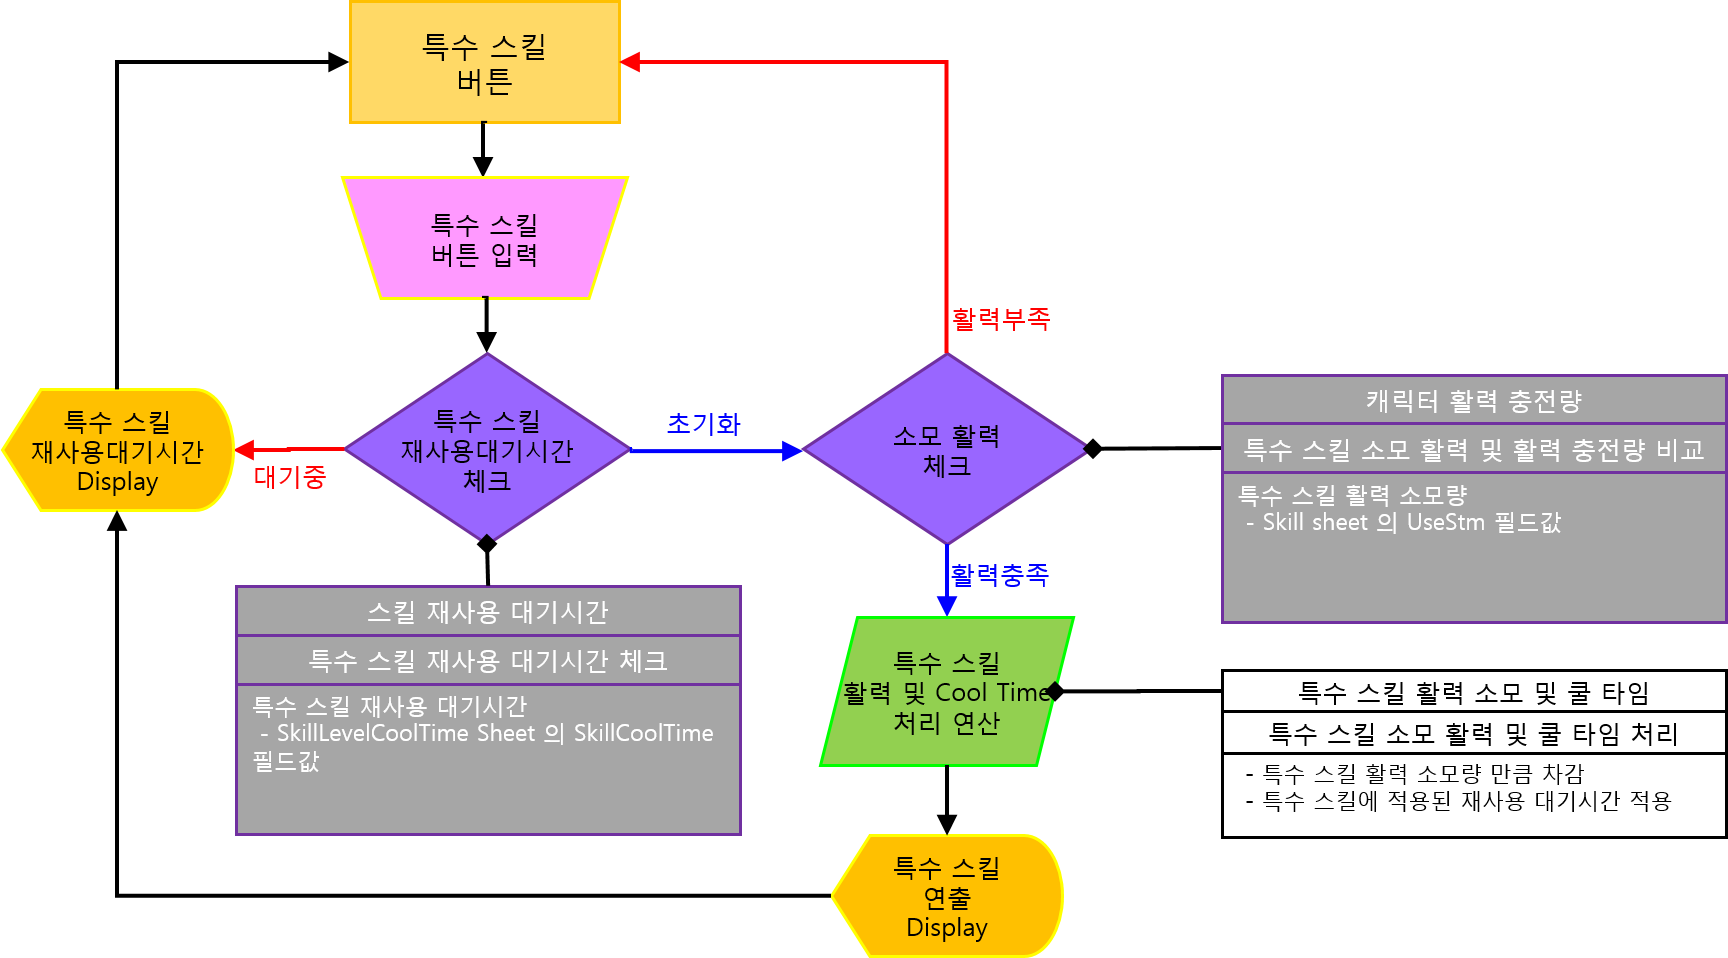 특수 스킬
버튼
특수 스킬
버튼 입력
활력부족
특수 스킬
재사용대기시간
Display
대기중
특수 스킬
재사용대기시간
체크
초기화
소모 활력
체크
캐릭터 활력 충전량
특수 스킬 소모 활력 및 활력 충전량 비교
특수 스킬 활력 소모량
- Skill sheet 의 UseStm 필드값
활력충족
스킬 재사용 대기시간
특수 스킬 재사용 대기시간 체크
특수 스킬 재사용 대기시간
- SkillLevelCoolTime Sheet 의 SkillCoolTime
필드값
특수 스킬
활력 및 Cool Time
처리 연산
특수 스킬 활력 소모 및 쿨 타임
특수 스킬 소모 활력 및 쿨 타임 처리
- 특수 스킬 활력 소모량 만큼 차감
- 특수 스킬에 적용된 재사용 대기시간 적용
특수 스킬
연출
Display